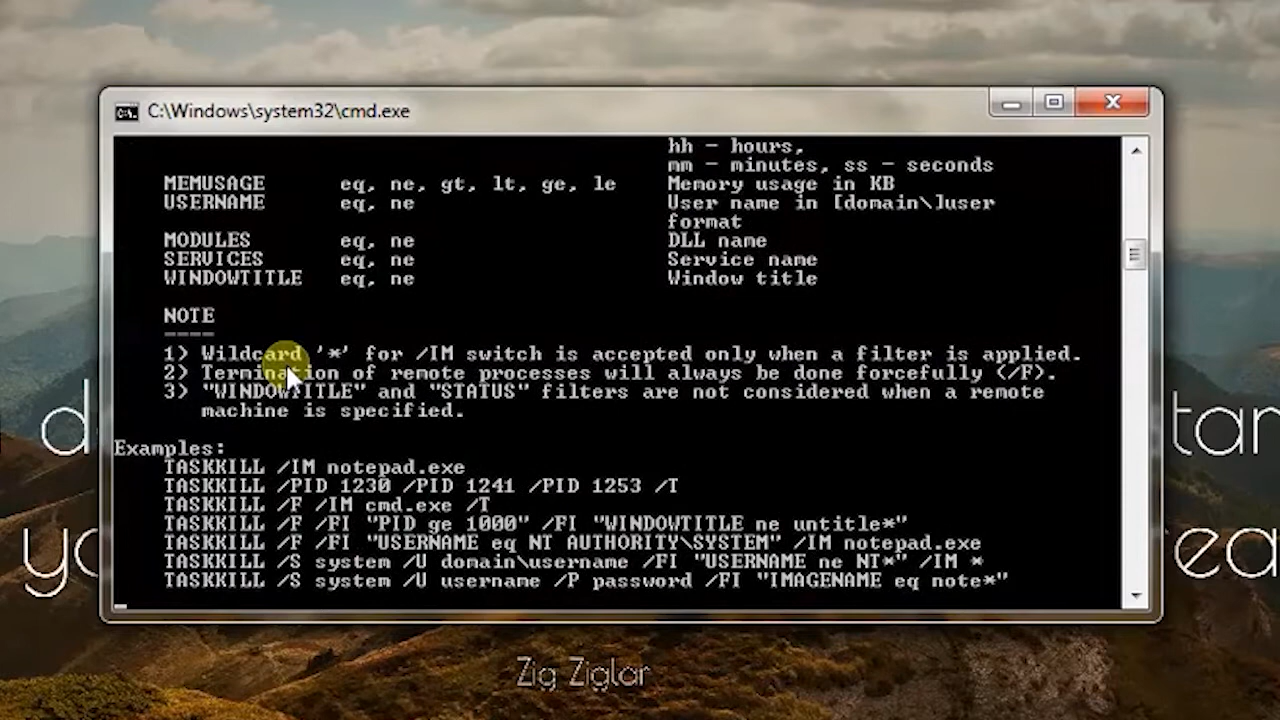 C:\Windows\system32\cmd.exe
hh - hours,
mm - minutes, ss - seconds
MEMUSAGE eq, ne, gt, lt, ge, le Memory usage in KB
USERNAME eq, ne User name in [domain\]user
format
MODULES eq, ne DLL name
SERVICES eq, ne Service name
WINDOWTITLE eq, ne Window title
NOTE
----
1) Wildcard '*' for /IM switch is accepted only when a filter is applied.
2) Termination of remote processes will always be done forcefully (/F).
3) "WINDOWTITLE" and "STATUS" filters are not considered when a remote
machine is specified.
Examples:
TASKKILL /IM notepad.exe
TASKKILL /PID 1230 /PID 1241 /PID 1253 /T
TASKKILL /F /IM cmd.exe /T
TASKKILL /F /FI "PID ge 1000" /FI "WINDOWTITLE ne untitle*"
TASKKILL /F /FI "USERNAME eq NT AUTHORITY\SYSTEM" /IM notepad.exe
TASKKILL /S system /U domain\username /FI "USERNAME ne NT*" /IM *
TASKKILL /S system /U username /P password /FI "IMAGENAME eq note*"
Zig Ziglar